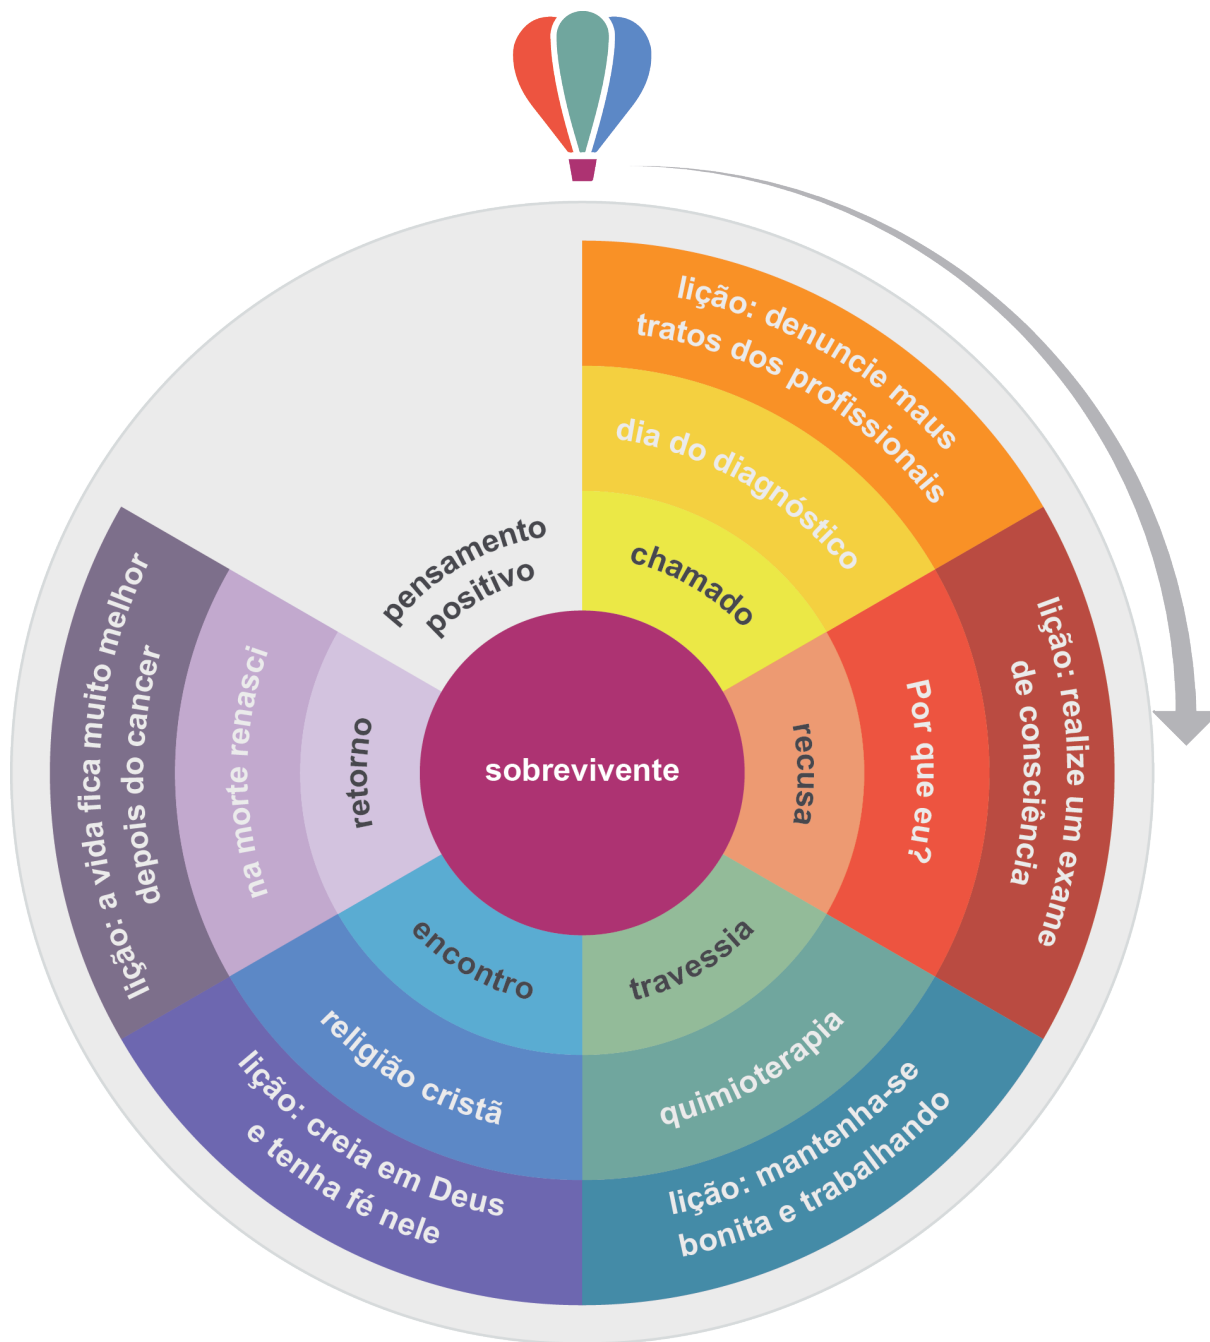 lição: denuncie maus
tratos dos profissionais
dia do diagnóstico
chamado
lição: realize um exame
de consciência
Por que eu?
recusa
travessia
quimioterapia
lição: mantenha-se
bonita e trabalhando
encontro
religião cristã
lição: creia em Deus
e tenha fé nele
retorno
na morte renasci
lição: a vida fica muito melhor
depois do cancer
pensamento
positivo
sobrevivente